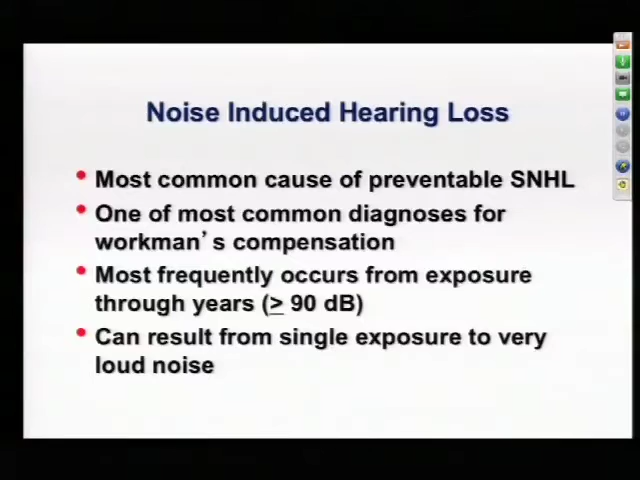 Noise Induced Hearing Loss
• Most common cause of preventable SNHL
• One of most common diagnoses for
workman's compensation
• Most frequently occurs from exposure
through years (≥ 90 dB)
• Can result from single exposure to very
loud noise